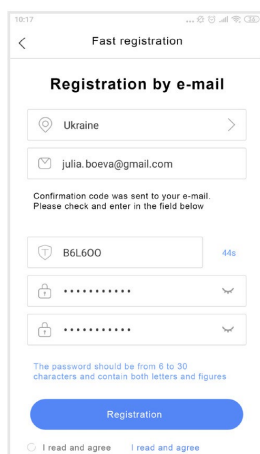 10:17
Fast registration
Registration by e-mail
Ukraine
julia.boeva@gmail.com
Confirmation code was sent to your e-mail.
Please check and enter in the field below
B6L6OO
44s
The password should be from 6 to 30
characters and contain both letters and figures
Registration
I read and agree I read and agree